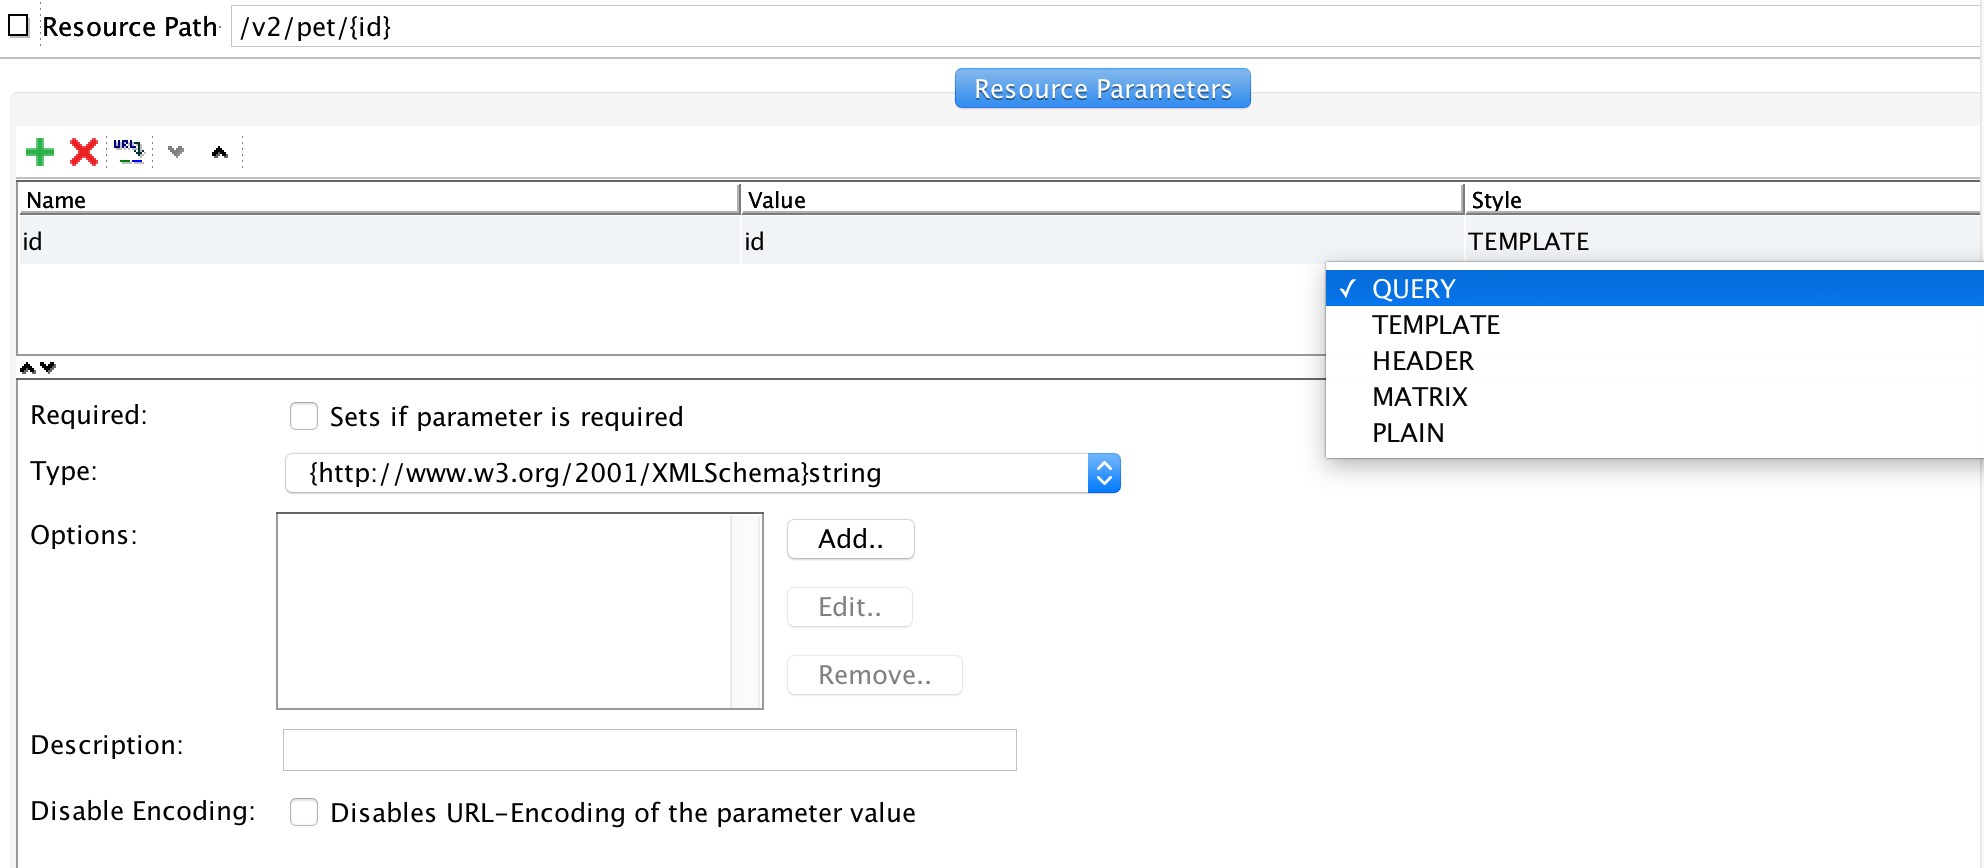 Resource Path /v2/pet/{id}
Resource Parameters
URL
Name Value Style
id id TEMPLATE
✓ QUERY
TEMPLATE
HEADER
MATRIX
PLAIN
Required: Sets if parameter is required
Type: {http://www.w3.org/2001/XMLSchema}string
Options: Add..
Edit..
Remove..
Description:
Disable Encoding: Disables URL-Encoding of the parameter value